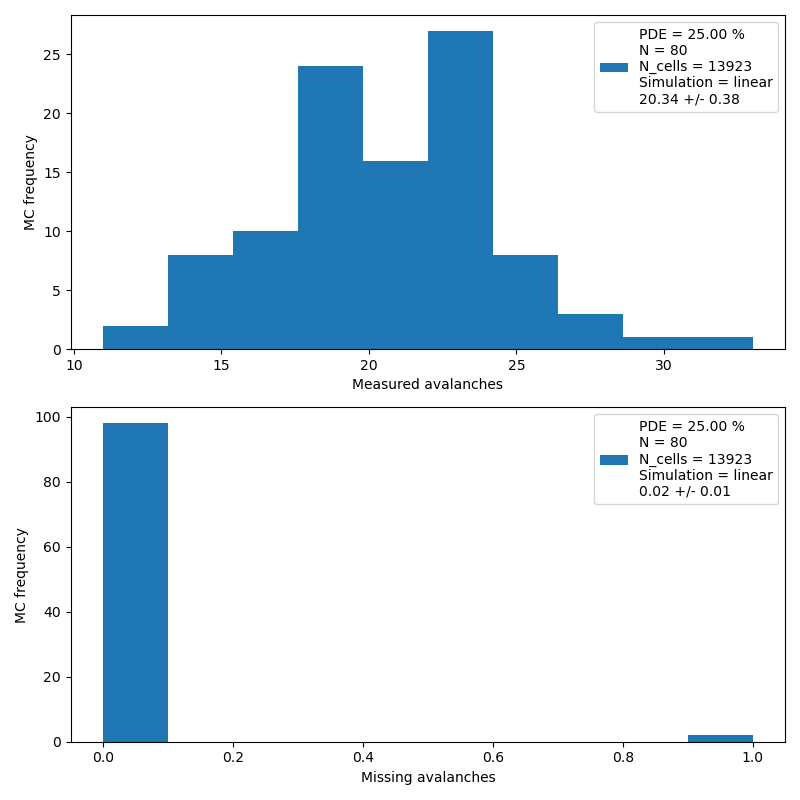 PDE = 25.00 %
N = 80
N_cells = 13923
Simulation = linear
20.34 +/- 0.38
25
20
15
10
5
0
MC frequency
10 15 20 25 30
Measured avalanches
PDE = 25.00 %
N = 80
N_cells = 13923
Simulation = linear
0.02 +/- 0.01
100
80
60
40
20
0
MC frequency
0.0 0.2 0.4 0.6 0.8 1.0
Missing avalanches